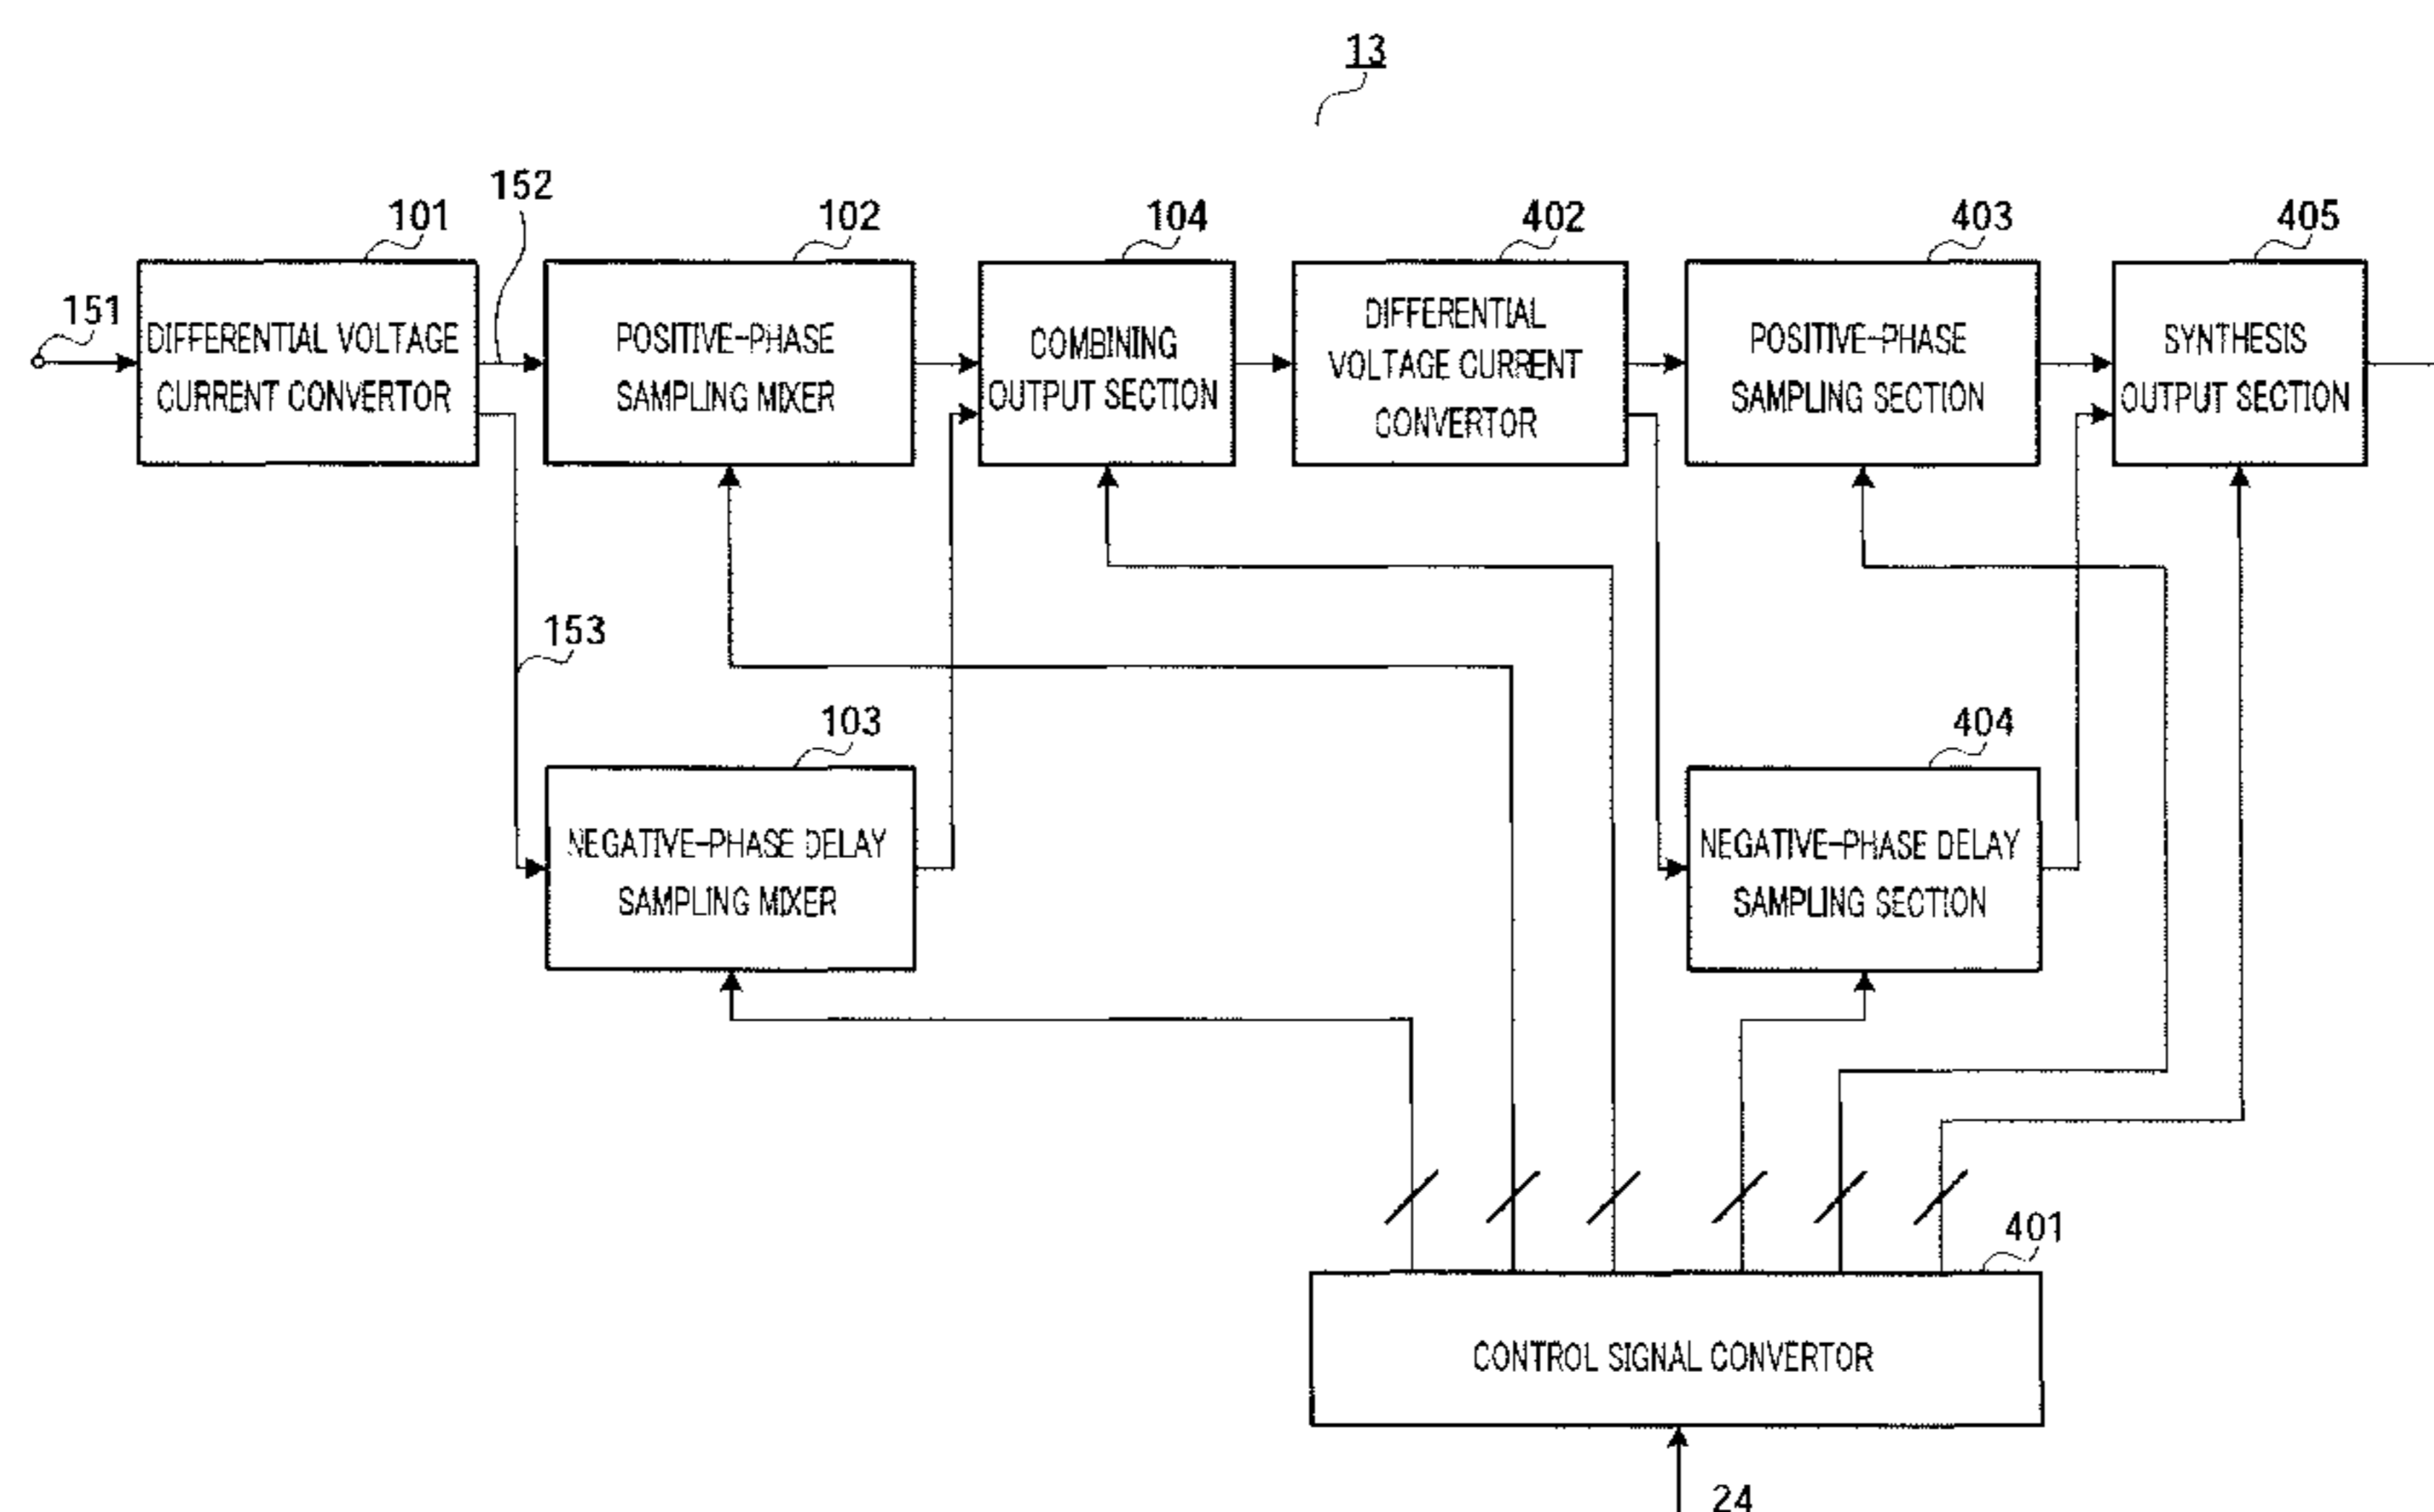 13
152
101
102
104
402
403
405
151
DIFFERENTIAL VOLTAGE
CURRENT CONVERTOR
POSITIVE-PHASE
SAMPLING MIXER
COMBINING
OUTPUT SECTION
DIFFERENTIAL
VOLTAGE CURRENT
CONVERTOR
POSITIVE-PHASE
SAMPLING SECTION
SYNTHESIS
OUTPUT SECTION
153
103
404
NEGATIVE-PHASE DELAY
SAMPLING MIXER
NEGATIVE-PHASE DELAY
SAMPLING SECTION
401
CONTROL SIGNAL CONVERTOR
24